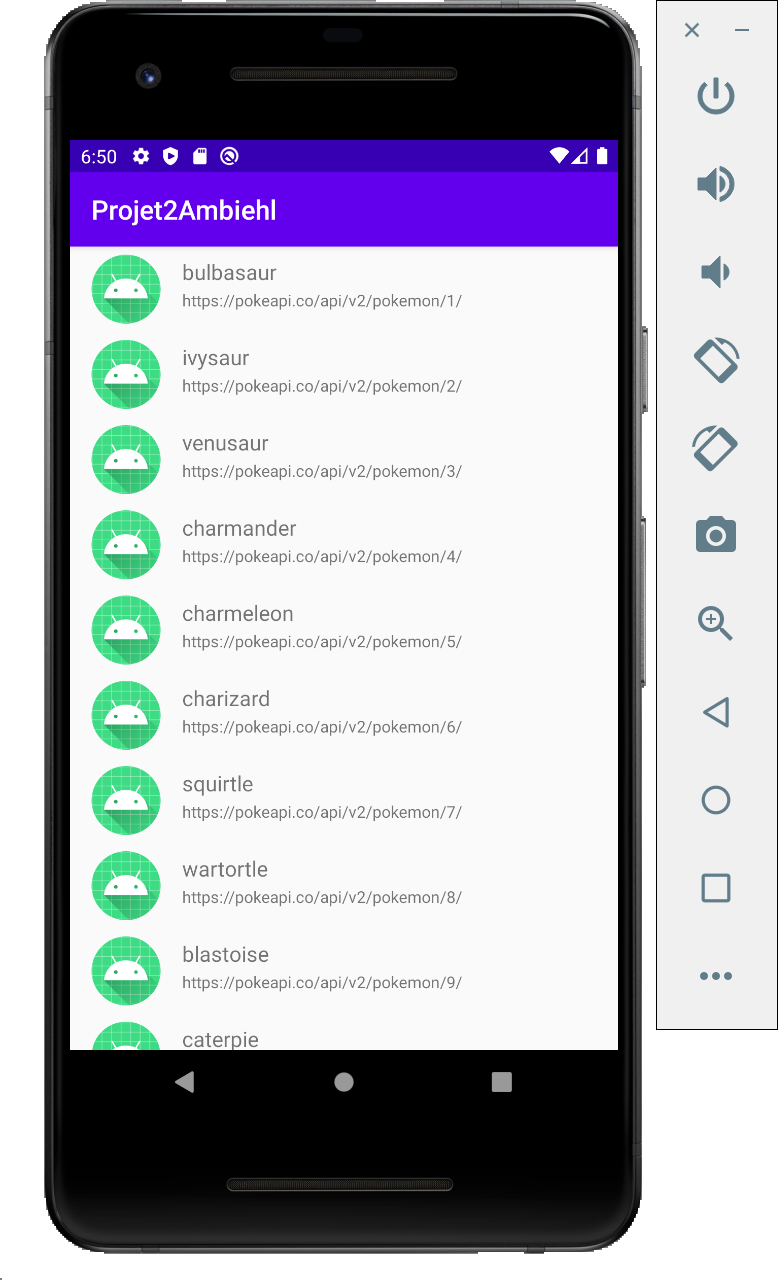 6:50
Projet2Ambiehl
bulbasaur
https://pokeapi.co/api/v2/pokemon/1/
ivysaur
https://pokeapi.co/api/v2/pokemon/2/
venusaur
https://pokeapi.co/api/v2/pokemon/3/
charmander
https://pokeapi.co/api/v2/pokemon/4/
charmeleon
https://pokeapi.co/api/v2/pokemon/5/
charizard
https://pokeapi.co/api/v2/pokemon/6/
squirtle
https://pokeapi.co/api/v2/pokemon/7/
wartortle
https://pokeapi.co/api/v2/pokemon/8/
blastoise
https://pokeapi.co/api/v2/pokemon/9/
caterpie